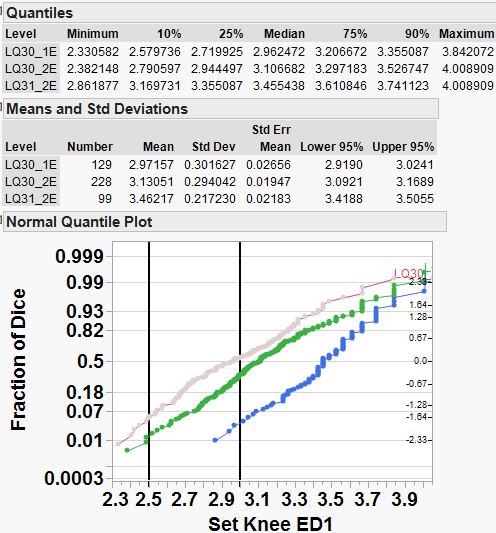 Quantiles
Level Minimum 10% 25% Median 75% 90% Maximum
LQ30_1E 2.330582 2.579736 2.719925 2.962472 3.206672 3.355087 3.842072
LQ30_2E 2.382148 2.790597 2.944497 3.106682 3.297183 3.526747 4.008909
LQ31_2E 2.861877 3.169731 3.355087 3.455438 3.610846 3.741123 4.008909
Means and Std Deviations
Std Err
Level Number Mean Std Dev Mean Lower 95% Upper 95%
LQ30_1E 129 2.97157 0.301627 0.02656 2.9190 3.0241
LQ30_2E 228 3.13051 0.294042 0.01947 3.0921 3.1689
LQ31_2E 99 3.46217 0.217230 0.02183 3.4188 3.5055
Normal Quantile Plot
0.999
0.99
0.93
0.82
0.5
0.18
0.07
0.01
0.0003
Fraction of Dice
LQ30
2.33
1.64
1.28
0.67
0.0
-0.67
-1.28
-1.64
-2.33
2.3 2.5 2.7 2.9 3.1 3.3 3.5 3.7 3.9
Set Knee ED1